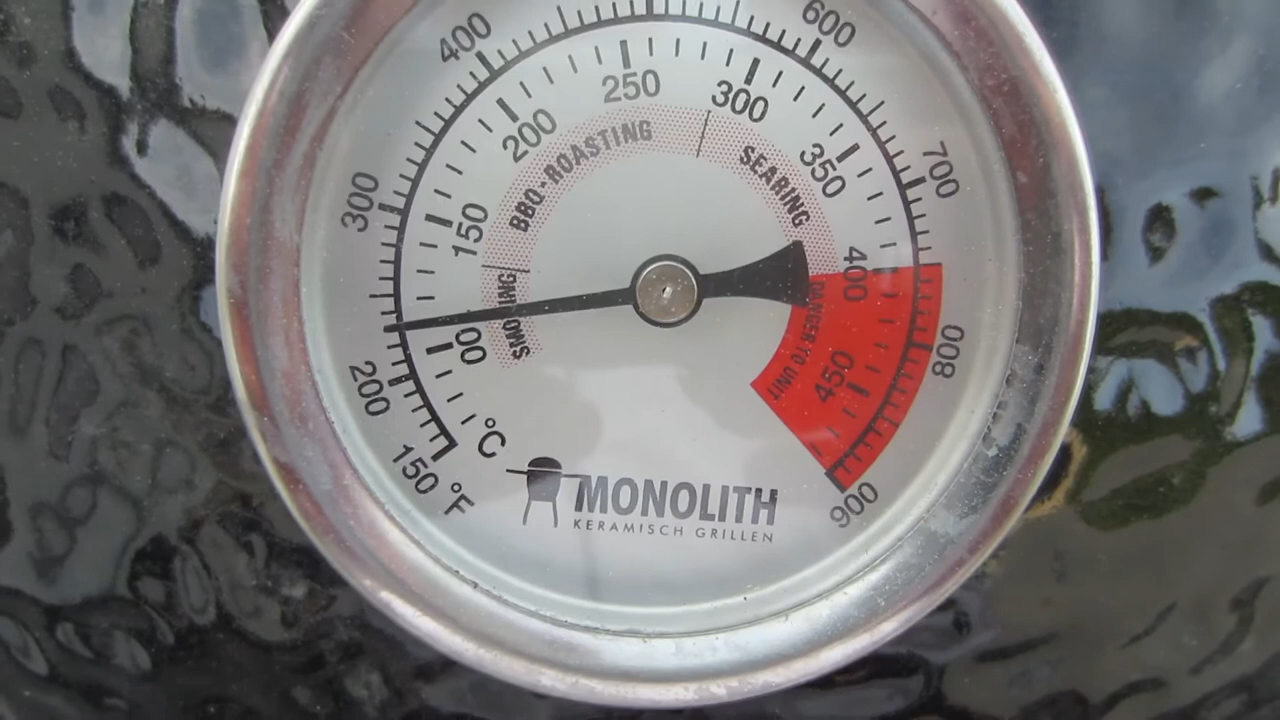 400
600
250
300
200
BBQ-ROASTING
SEARING
350
700
300
150
SMOKING
400
DANGER TO UNIT
200
800
450
°C
150 °F
MONOLITH
KERAMISCH GRILLEN
900